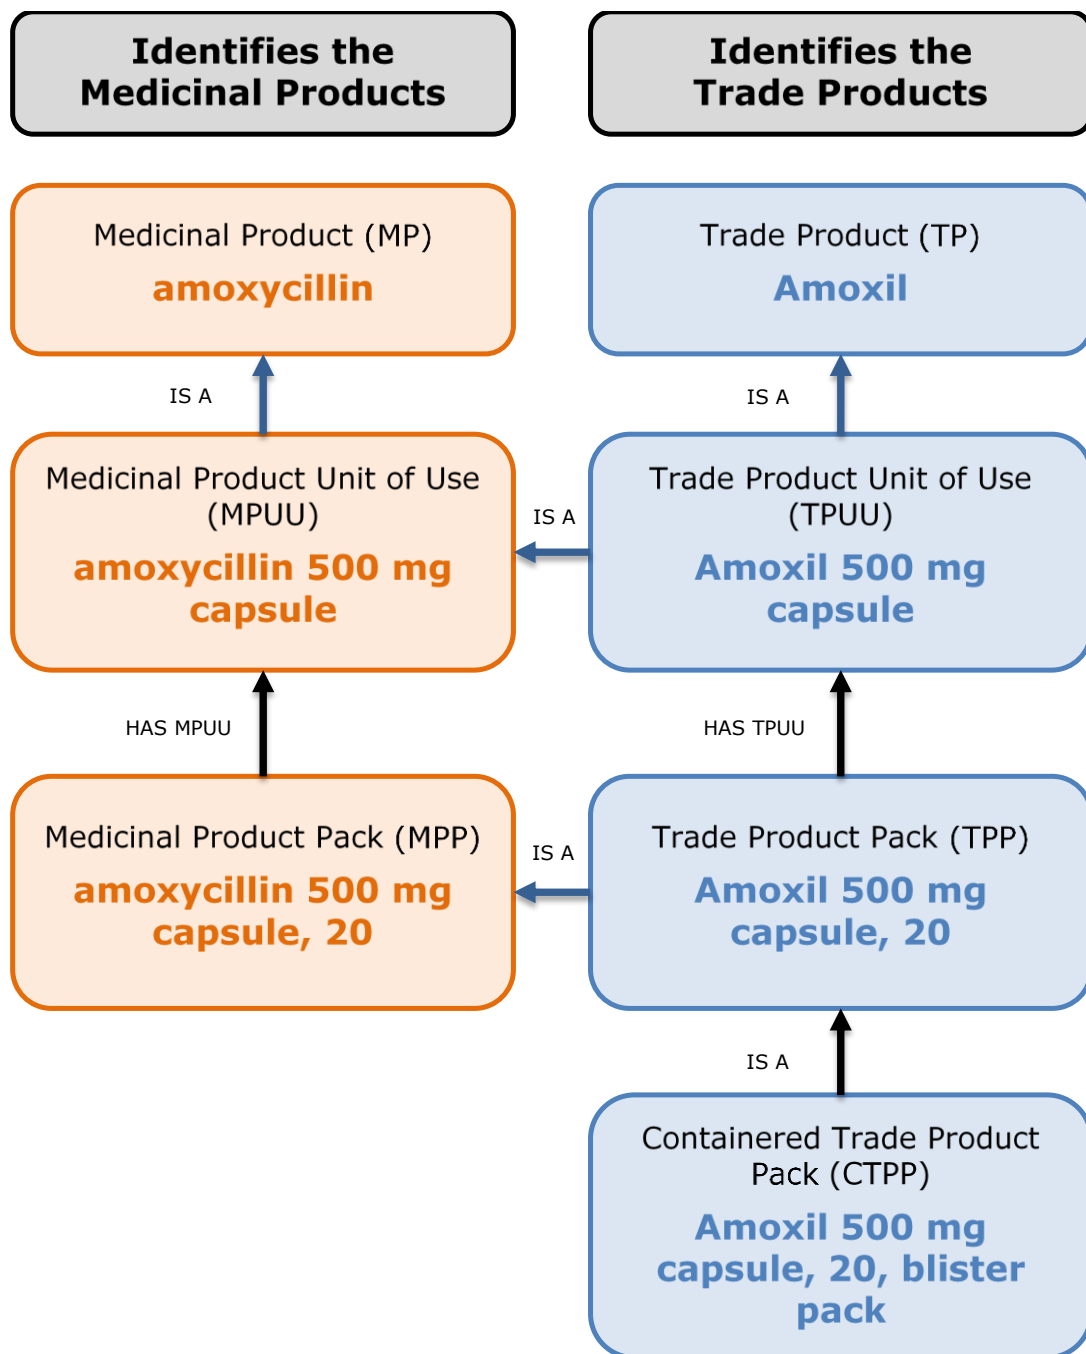 Identifies the
Medicinal Products
Identifies the
Trade Products
Medicinal Product (MP)
amoxycillin
Trade Product (TP)
Amoxil
IS A
IS A
Medicinal Product Unit of Use
(MPUU)
amoxycillin 500 mg
capsule
IS A
Trade Product Unit of Use
(TPUU)
Amoxil 500 mg
capsule
HAS MPUU
HAS TPUU
Medicinal Product Pack (MPP)
amoxycillin 500 mg
capsule, 20
IS A
Trade Product Pack (TPP)
Amoxil 500 mg
capsule, 20
IS A
Containered Trade Product
Pack (CTPP)
Amoxil 500 mg
capsule, 20, blister
pack